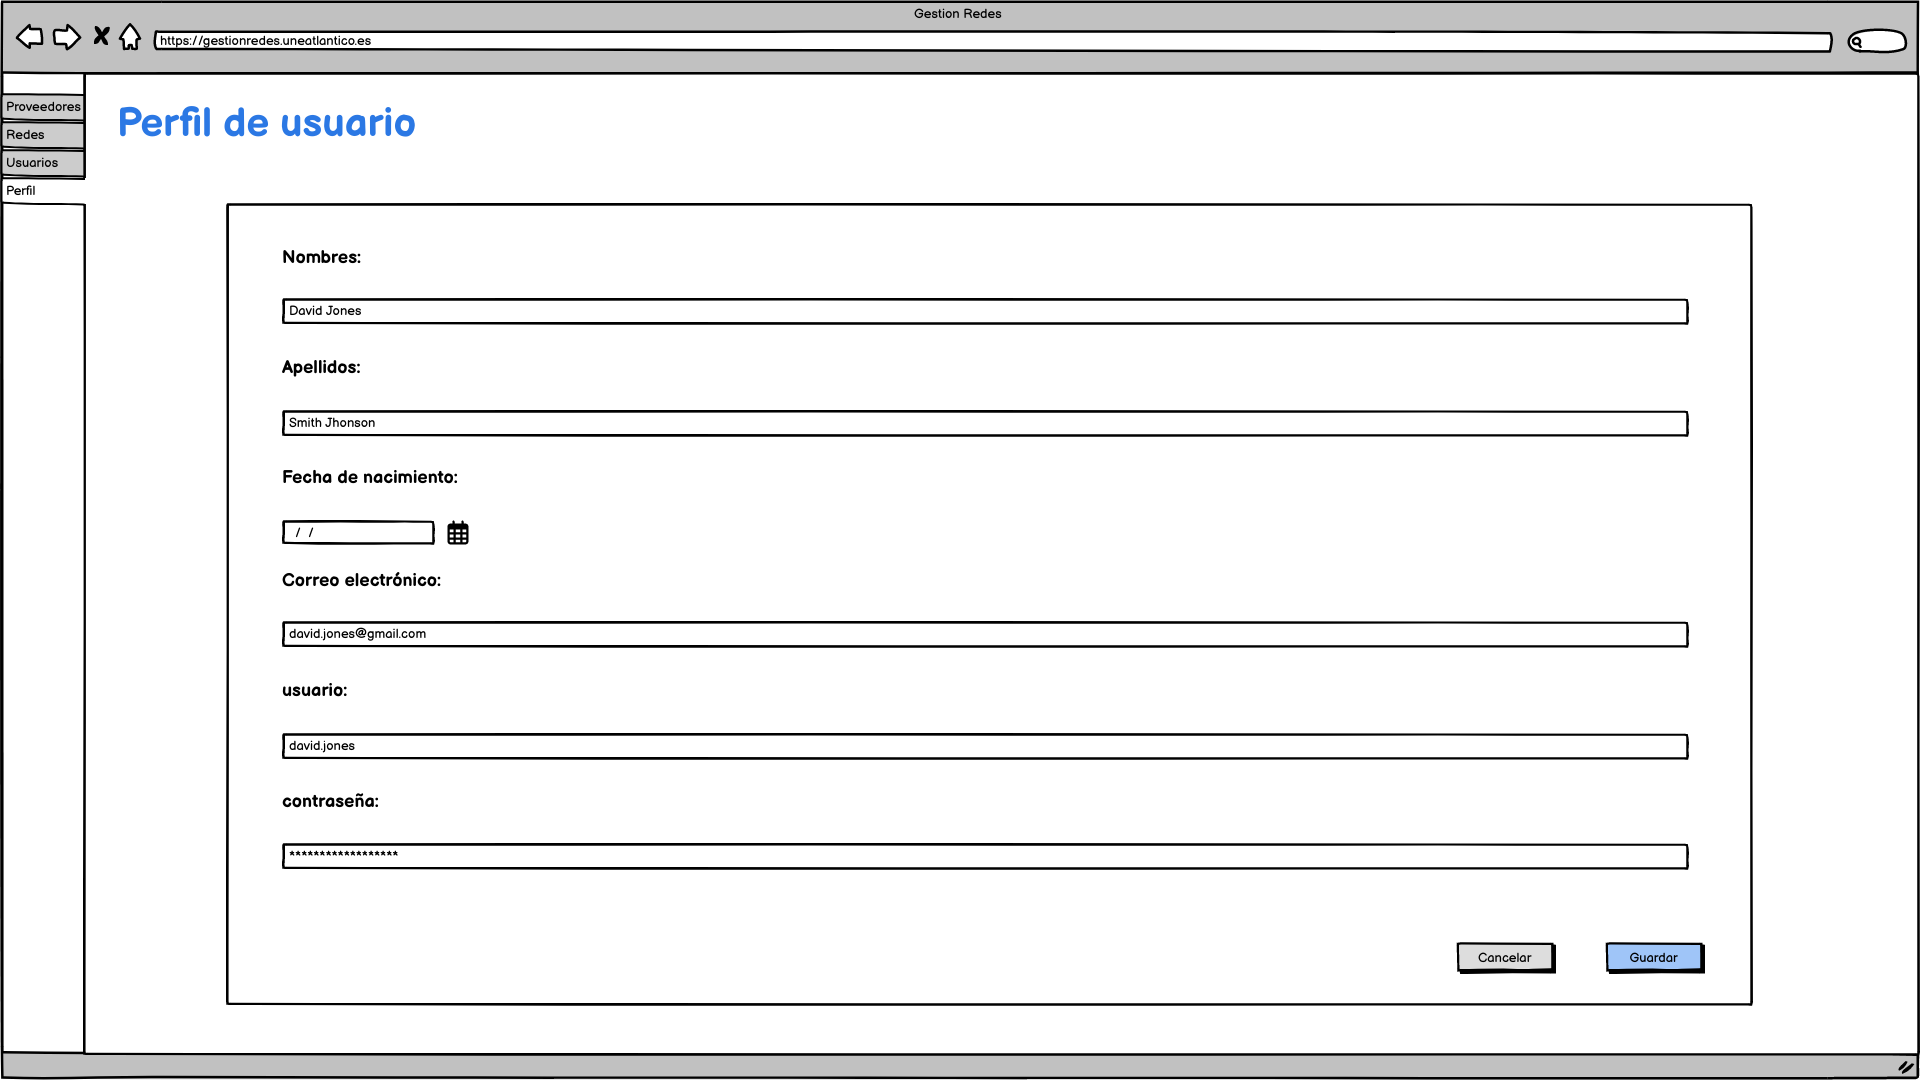 Gestion Redes
https://gestionredes.uneatlantico.es
Proveedores
Redes
Usuarios
Perfil
Perfil de usuario
Nombres:
David Jones
Apellidos:
Smith Jhonson
Fecha de nacimiento:
/ /
Correo electrónico:
david.jones@gmail.com
usuario:
david.jones
contraseña:
******************
Cancelar
Guardar